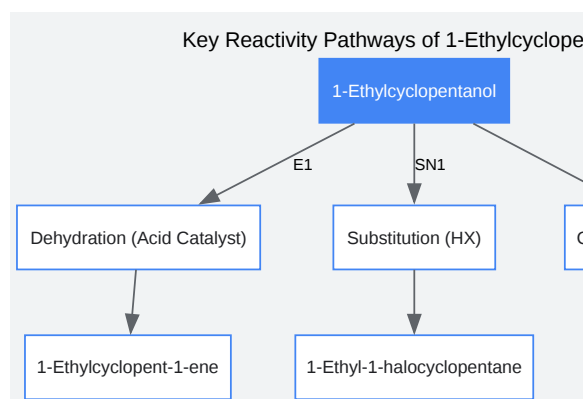 Key Reactivity Pathways of 1-Ethylcyclope
1-Ethylcyclopentanol
E1
SN1
Dehydration (Acid Catalyst)
Substitution (HX)
1-Ethylcyclopent-1-ene
1-Ethyl-1-halocyclopentane